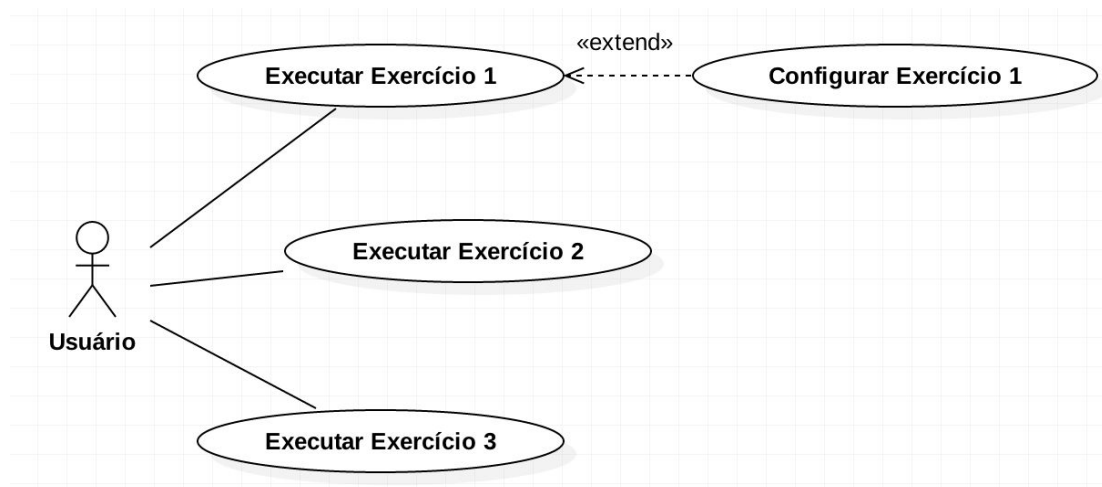 «extend»
Executar Exercício 1
Configurar Exercício 1
Executar Exercício 2
Usuário
Executar Exercício 3